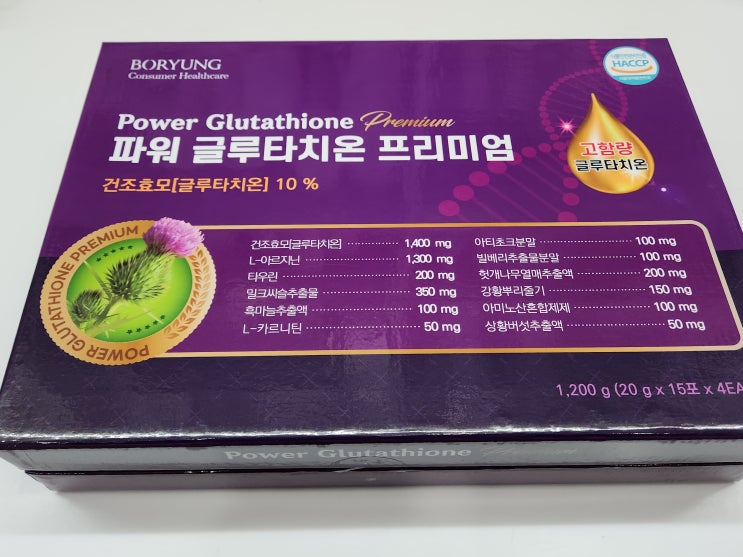 BORYUNG
Consumer Healthcare
HACCP
Power Glutathione Premium
파워 글루타치온 프리미엄
고함량
글루타치온
건조효모[글루타치온] 10 %
POWER GLUTATHIONE PREMIUM
건조효모[글루타치온] 1,400 mg
L-아르지닌 1,300 mg
타우린 200 mg
밀크씨슬추출물 350 mg
흑마늘추출액 100 mg
L-카르니틴 50 mg
아티초크분말 100 mg
빌베리추출물분말 100 mg
헛개나무열매추출액 200 mg
강황뿌리줄기 150 mg
아미노산혼합제제 100 mg
상황버섯추출액 50 mg
1,200 g (20 g x 15포 x 4EA
Power Glutathione Premium